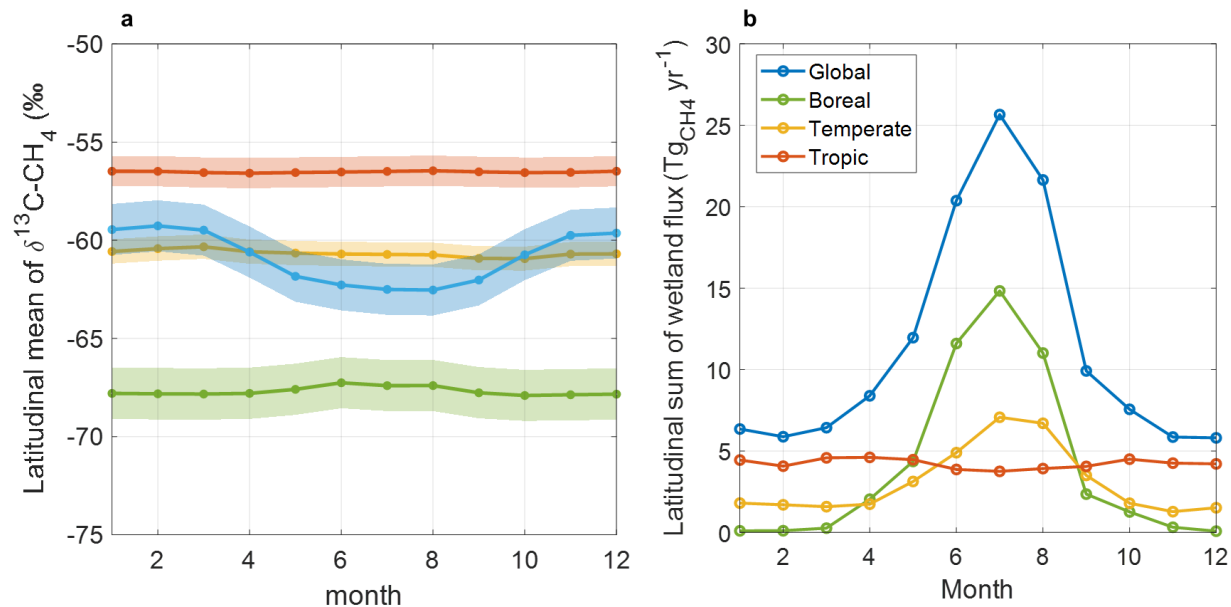 a
Latitudinal mean of δ¹³C-CH₄ (‰
-50
-55
-60
-65
-70
-75
2 4 6 8 10 12
month
b
Latitudinal sum of wetland flux (Tg_CH4 yr⁻¹)
30
25
20
15
10
5
0
Global
Boreal
Temperate
Tropic
2 4 6 8 10 12
Month